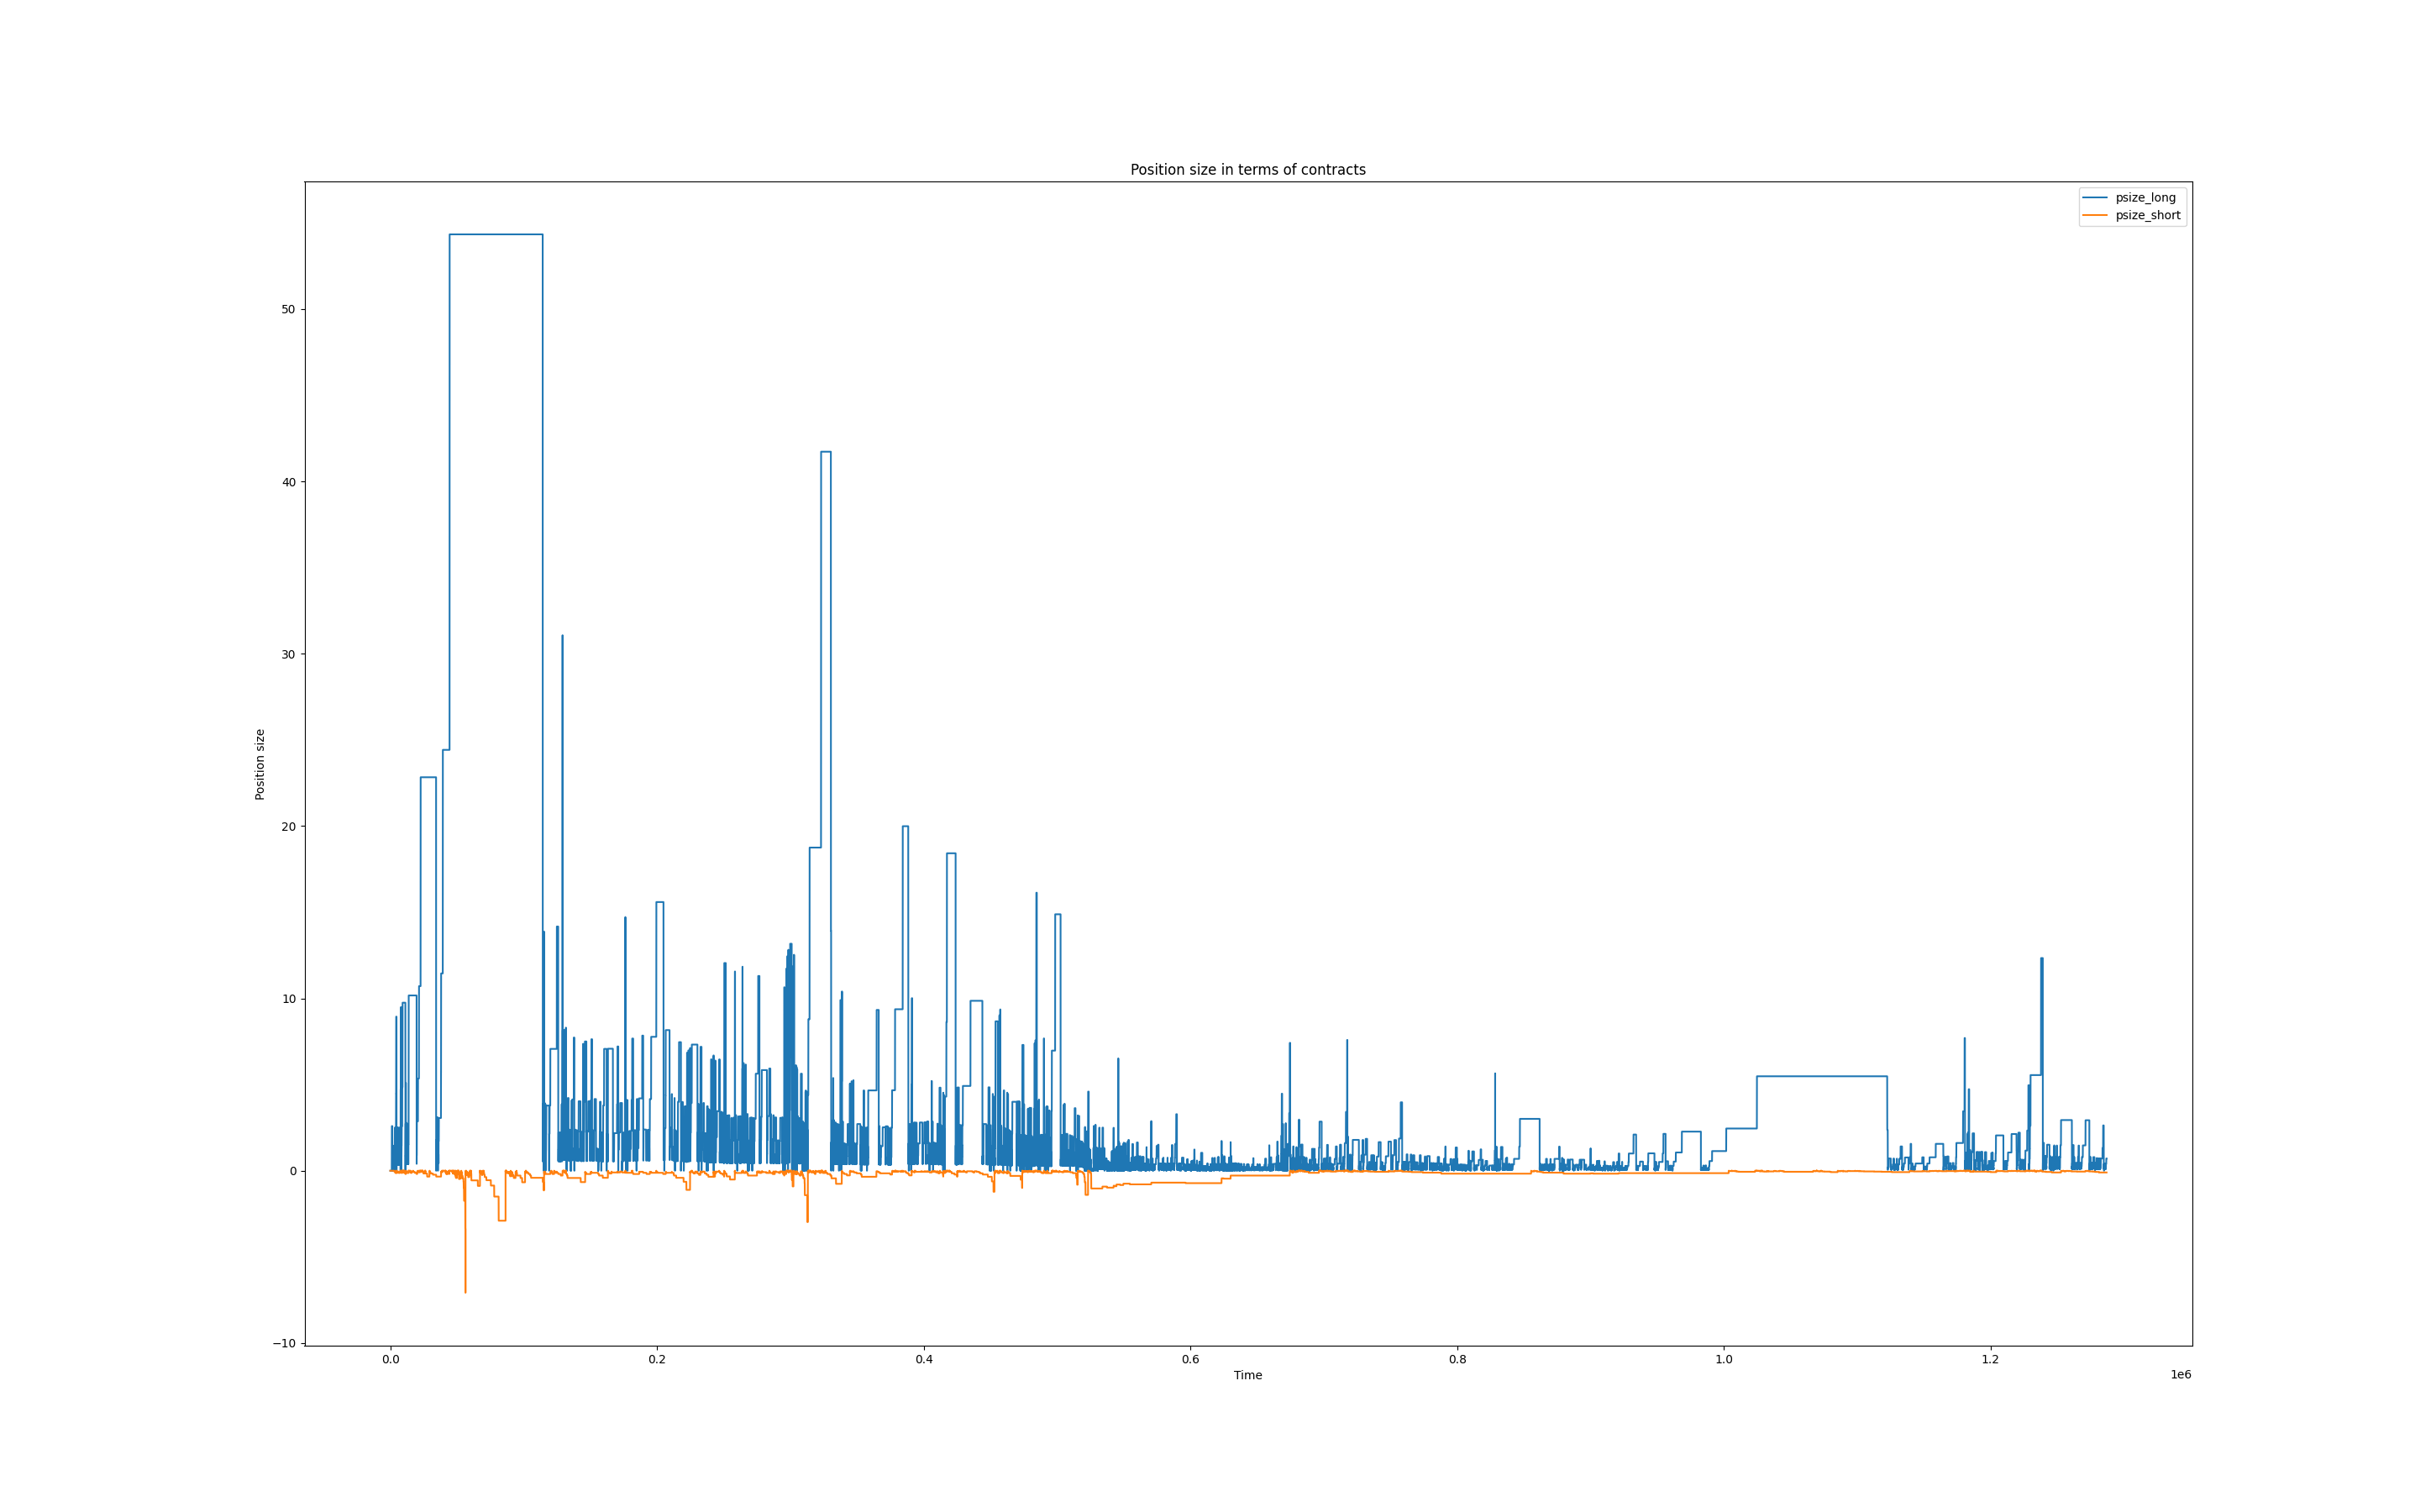 Position size in terms of contracts
psize_long
psize_short
50
40
30
20
10
0
−10
Position size
0.0 0.2 0.4 0.6 0.8 1.0 1.2
Time
1e6